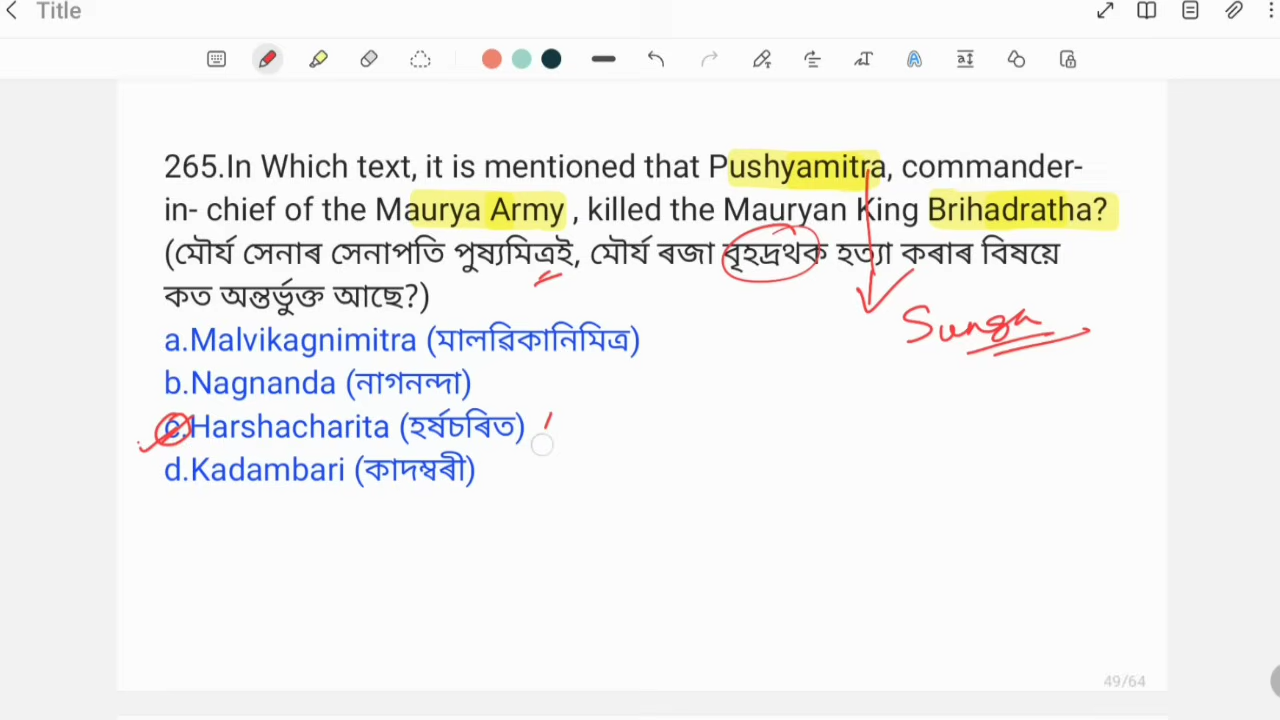 Title
265.In Which text, it is mentioned that Pushyamitra, commander-
in- chief of the Maurya Army , killed the Mauryan King Brihadratha?
(মৌৰ্য সেনাৰ সেনাপতি পুষ্যমিত্ৰই, মৌৰ্য ৰজা বৃহদ্ৰথক হত্যা কৰাৰ বিষয়ে
কত অন্তৰ্ভুক্ত আছে?)
Sunga
a.Malvikagnimitra (মালৱিকানিমিত্ৰ)
b.Nagnanda (নাগনন্দা)
c.Harshacharita (হৰ্ষচৰিত)
d.Kadambari (কাদম্বৰী)
49/64